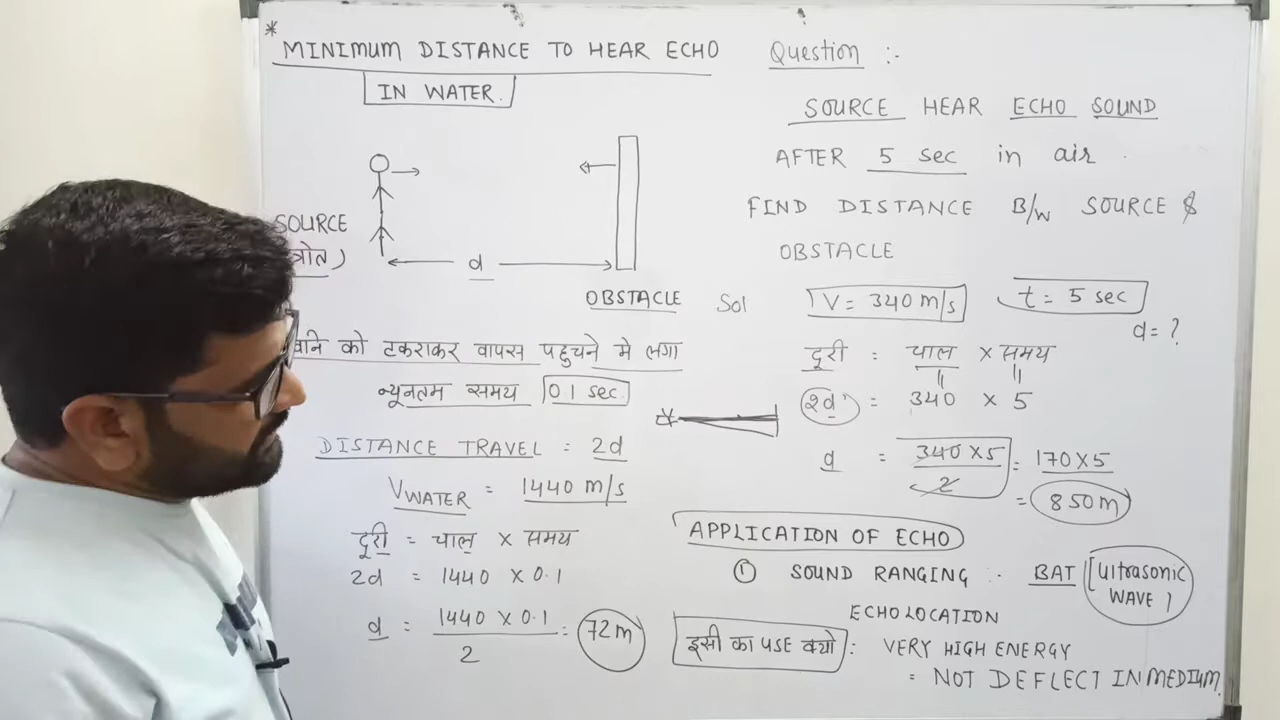 * MINIMUM DISTANCE TO HEAR ECHO
IN WATER.
SOURCE
d
OBSTACLE
को टकराकर वापस पहुचने मे लगा
न्यूनतम समय 0.1 sec.
DISTANCE TRAVEL = 2d
VWATER = 1440 m/s
दूरी = चाल x समय
2d = 1440 x 0.1
d = 1440 x 0.1 / 2 = 72m
Question :-
SOURCE HEAR ECHO SOUND
AFTER 5 sec in air.
FIND DISTANCE B/W SOURCE &
OBSTACLE
Sol V = 340 m/s t = 5 sec
d = ?
दूरी = चाल x समय
2d = 340 x 5
d = 340 x 5 / 2 = 170 x 5
= 850m
APPLICATION OF ECHO
① SOUND RANGING :- BAT [ultrasonic
WAVE]
ECHOLOCATION
इसी का USE क्यो : VERY HIGH ENERGY
= NOT DEFLECT IN MEDIUM.